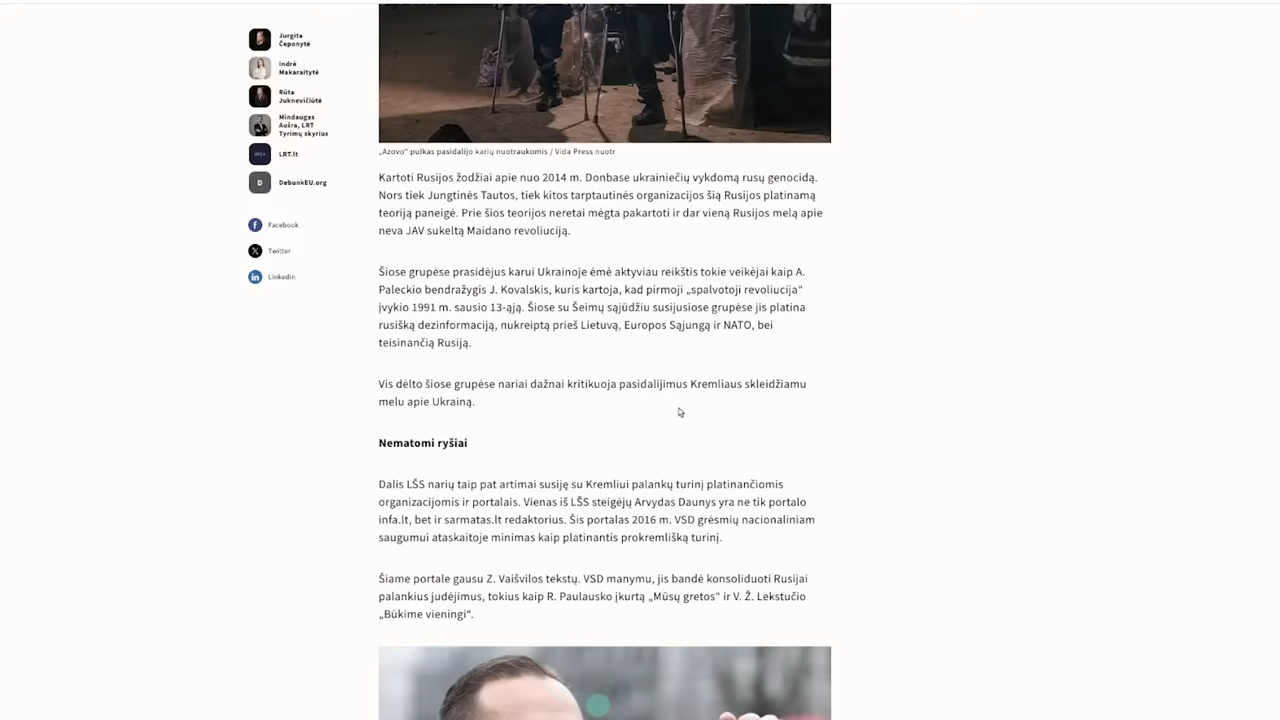 Jurgita
Čeponytė
Indrė
Makaraitytė
Rūta
Juknevičiūtė
Mindaugas
Aušra, LRT
Tyrimų skyrius
LRT.lt
D
DebunkEU.org
Facebook
Twitter
Linkedin
„Azovo“ pulkas pasidalijo karių nuotraukomis / Vida Press nuotr
Kartoti Rusijos žodžiai apie nuo 2014 m. Donbase ukrainiečių vykdomą rusų genocidą.
Nors tiek Jungtinės Tautos, tiek kitos tarptautinės organizacijos šią Rusijos platinamą
teoriją paneigė. Prie šios teorijos neretai mėgta pakartoti ir dar vieną Rusijos melą apie
neva JAV sukeltą Maidano revoliuciją.
Šiose grupėse prasidėjus karui Ukrainoje ėmė aktyviau reikštis tokie veikėjai kaip A.
Paleckio bendražygis J. Kovalskis, kuris kartoja, kad pirmoji „spalvotoji revoliucija“
įvykio 1991 m. sausio 13-ąją. Šiose su Šeimų sąjūdžiu susijusiose grupėse jis platina
rusišką dezinformaciją, nukreiptą prieš Lietuvą, Europos Sąjungą ir NATO, bei
teisinančią Rusiją.
Vis dėlto šiose grupėse nariai dažnai kritikuoja pasidalijimus Kremliaus skleidžiamu
melu apie Ukrainą.
Nematomi ryšiai
Dalis LŠS narių taip pat artimai susiję su Kremliui palankų turinį platinančiomis
organizacijomis ir portalais. Vienas iš LŠS steigėjų Arvydas Daunys yra ne tik portalo
infa.lt, bet ir sarmatas.lt redaktorius. Šis portalas 2016 m. VSD grėsmių nacionaliniam
saugumui ataskaitoje minimas kaip platinantis prokremlišką turinį.
Šiame portale gausu Z. Vaišvilos tekstų. VSD manymu, jis bandė konsoliduoti Rusijai
palankius judėjimus, tokius kaip R. Paulausko įkurtą „Mūsų gretos“ ir V. Ž. Lekstučio
„Būkime vieningi“.